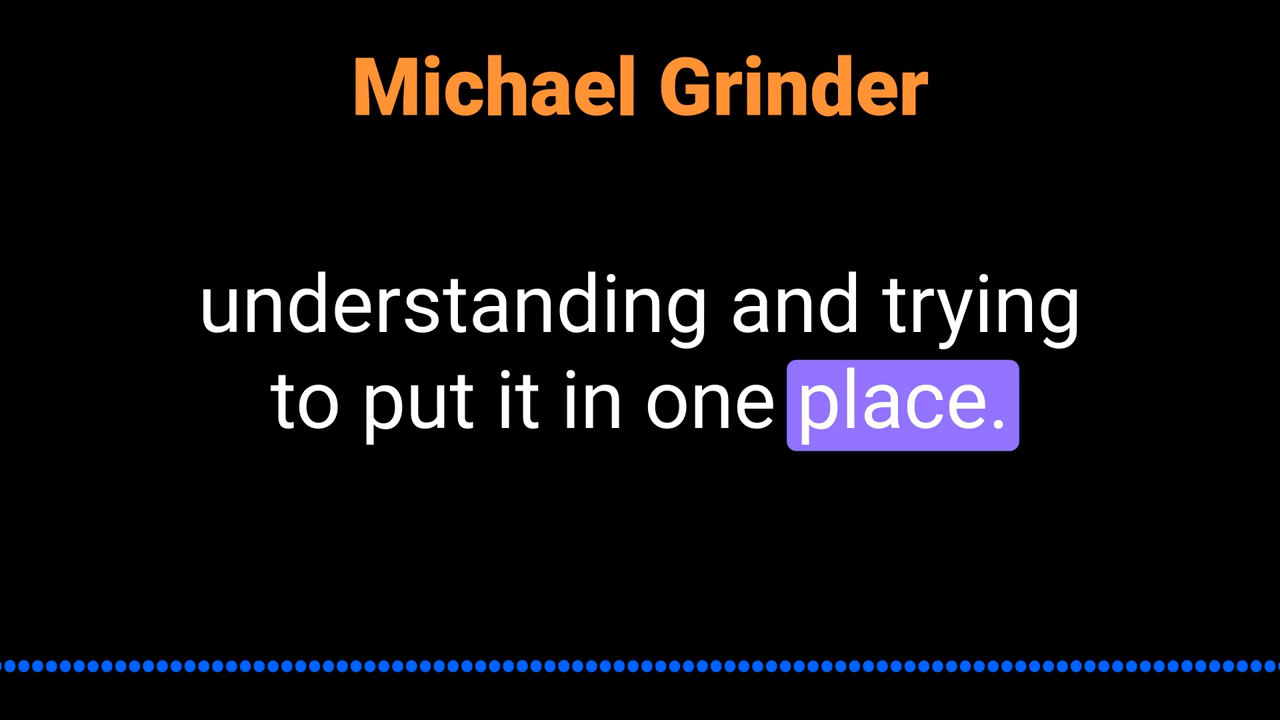 Michael Grinder
understanding and trying
to put it in one place.